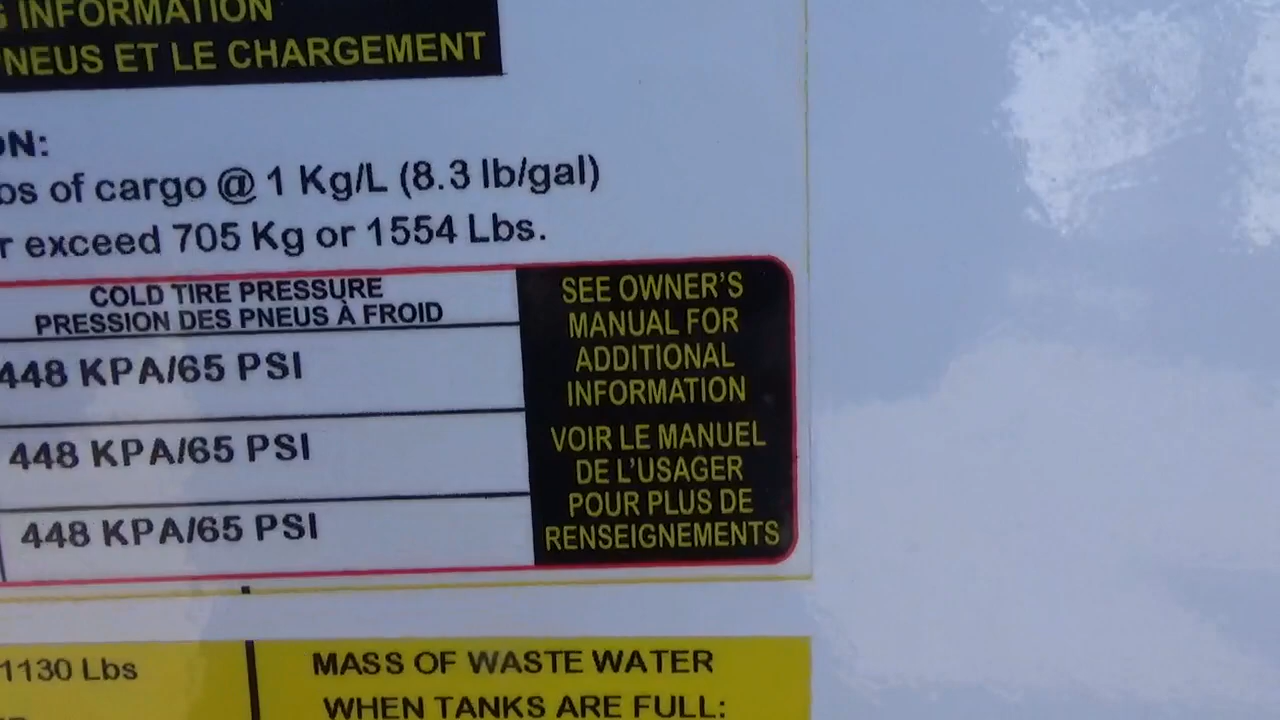 INFORMATION
PNEUS ET LE CHARGEMENT
ON:
of cargo @ 1 Kg/L (8.3 lb/gal)
exceed 705 Kg or 1554 Lbs.
COLD TIRE PRESSURE
PRESSION DES PNEUS À FROID
448 KPA/65 PSI
448 KPA/65 PSI
448 KPA/65 PSI
SEE OWNER'S
MANUAL FOR
ADDITIONAL
INFORMATION
VOIR LE MANUEL
DE L'USAGER
POUR PLUS DE
RENSEIGNEMENTS
1130 Lbs
MASS OF WASTE WATER
WHEN TANKS ARE FULL: